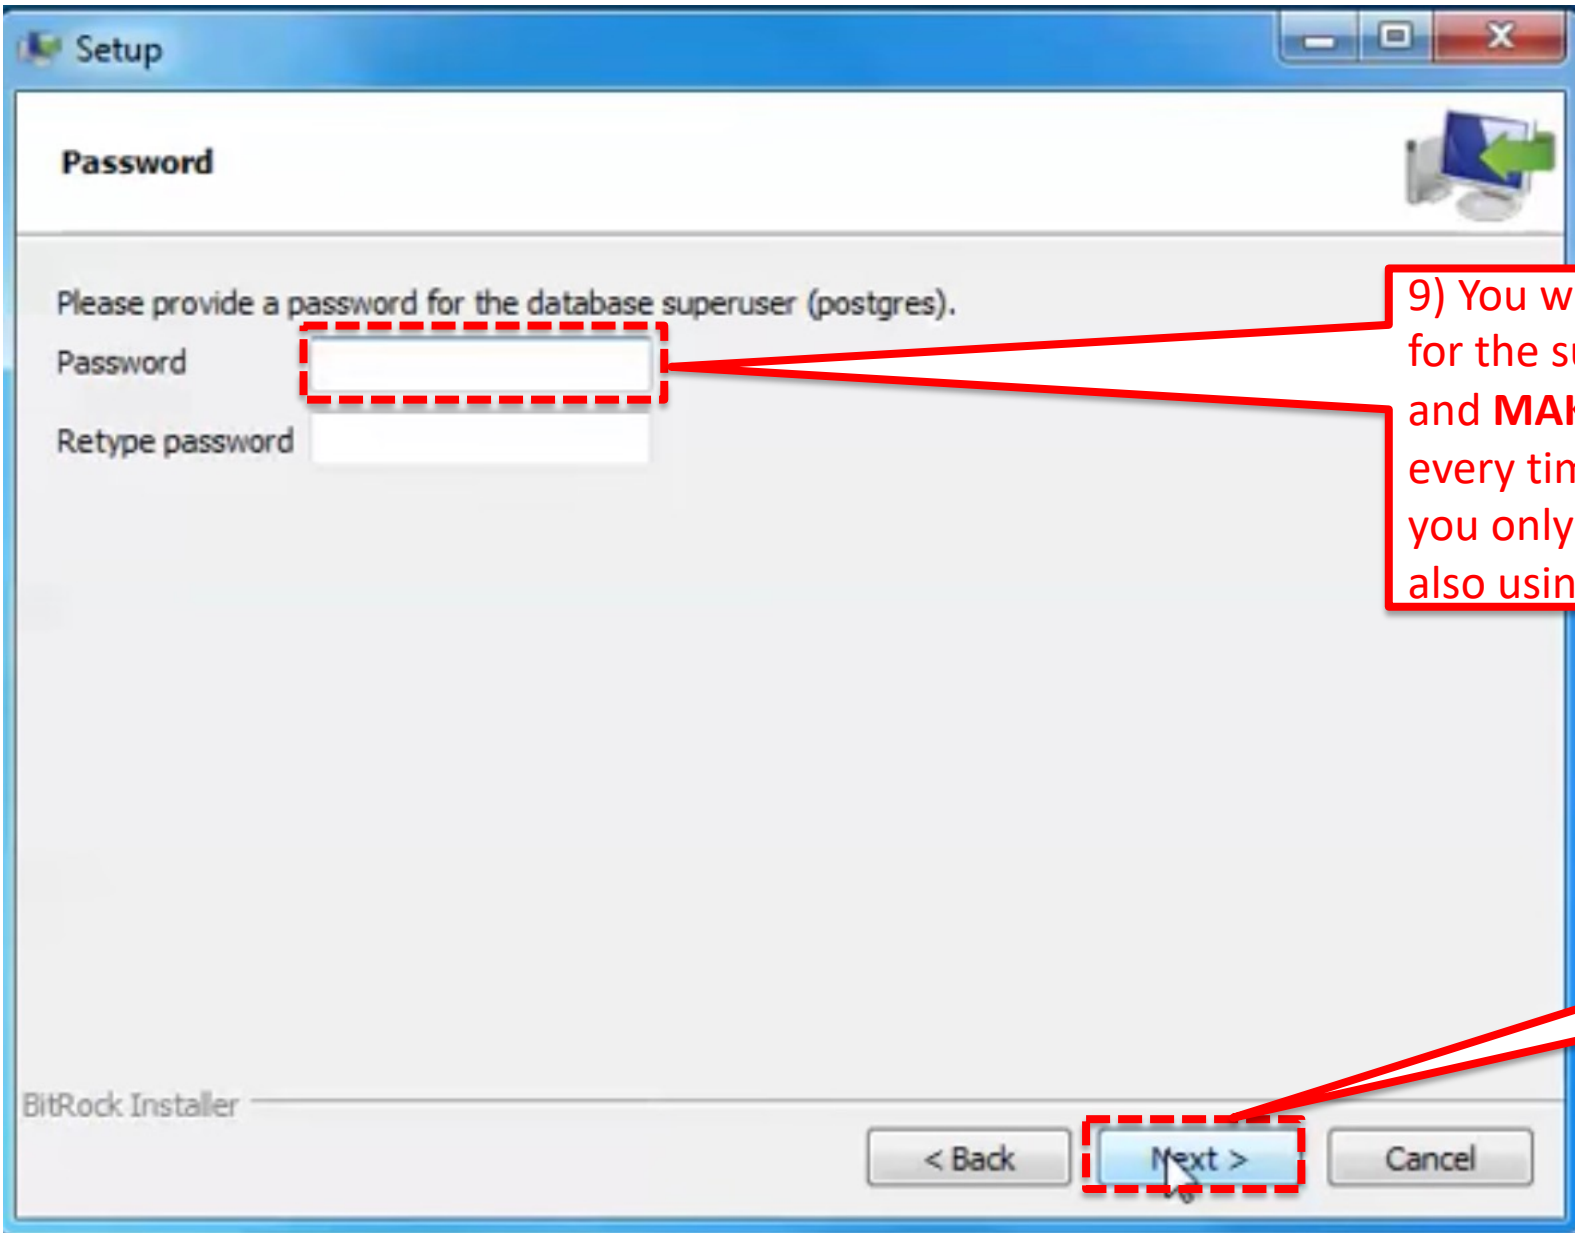 Setup
Password
Please provide a password for the database superuser (postgres).
Password
Retype password
9) You
for the
and
every
you only
also
BitRock Installer
< Back
Next >
Cancel